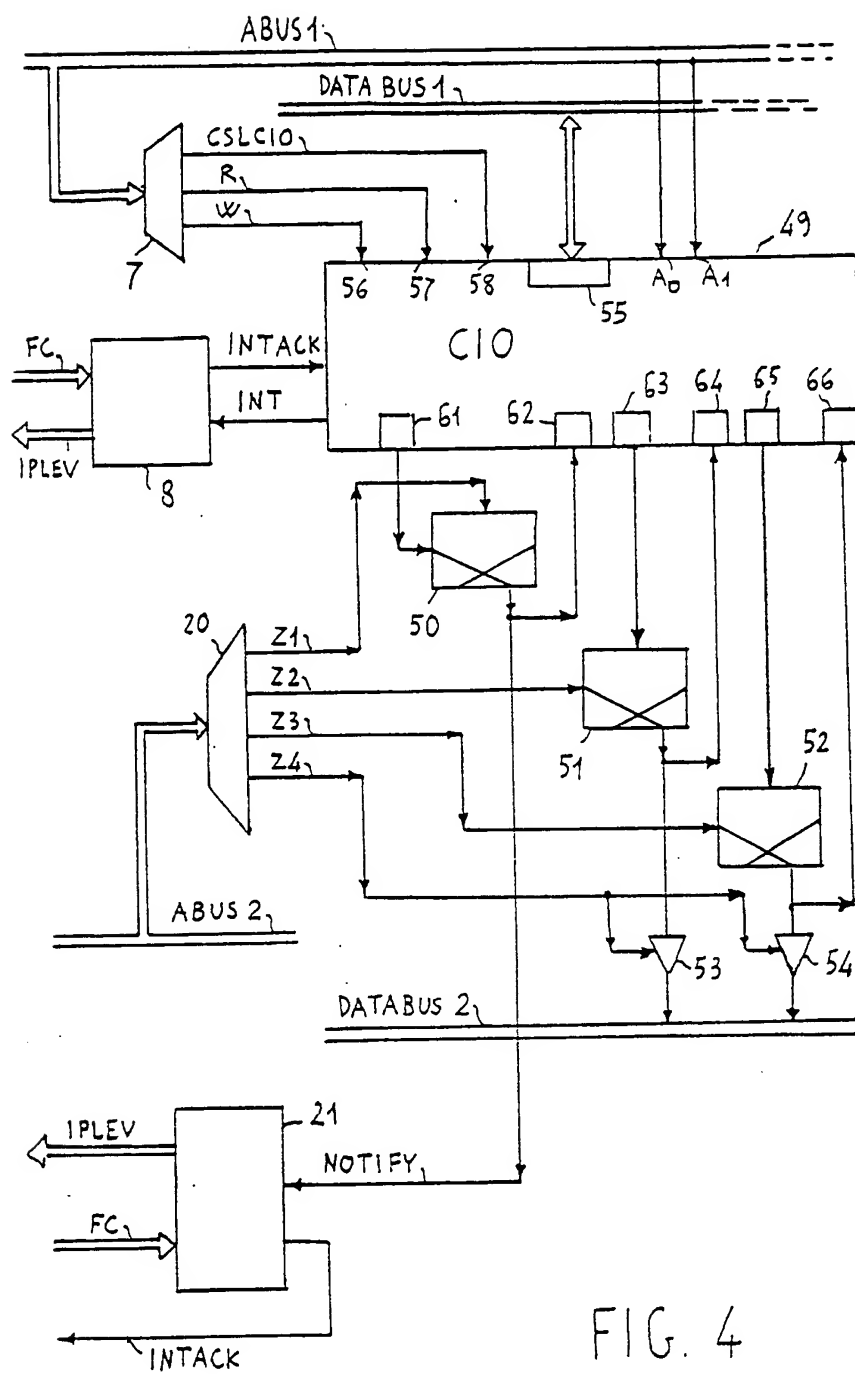 ABUS1
DATA BUS1
CSLCIO
R
W
7
49
56
57
58
55
A0
A1
CIO
FC
INTACK
INT
IPLEV
8
61
62
63
64
65
66
50
20
Z1
Z2
Z3
Z4
51
52
ABUS 2
53
54
DATABUS 2
IPLEV
21
NOTIFY
FC
INTACK
FIG. 4